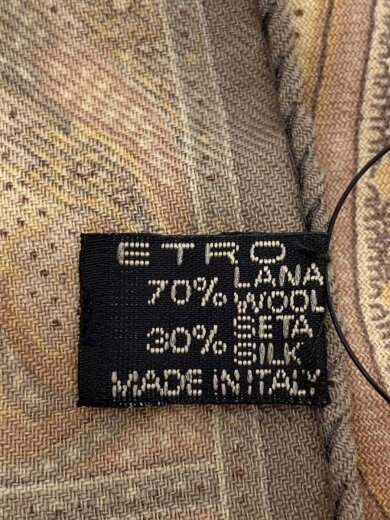 ETRO
70% LANA
WOOL
30% SETA
SILK
MADE IN ITALY